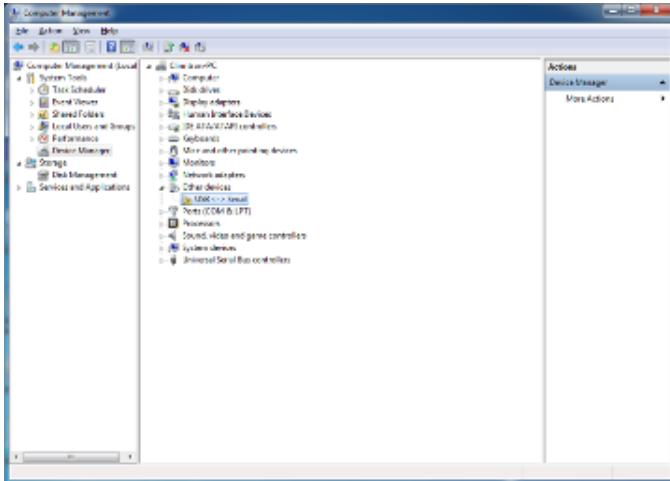 Computer Management
File Action View Help
Computer Management (Local
System Tools
Task Scheduler
Event Viewer
Shared Folders
Local Users and Groups
Performance
Device Manager
Storage
Disk Management
Services and Applications
Computer
Disk drives
Display adapters
Human Interface Devices
IDE ATA/ATAPI controllers
Keyboards
Mice and other pointing devices
Monitors
Network adapters
Other devices
USB <-> Serial
Ports (COM & LPT)
Processors
Sound, video and game controllers
System devices
Universal Serial Bus controllers
Actions
Device Manager
More Actions